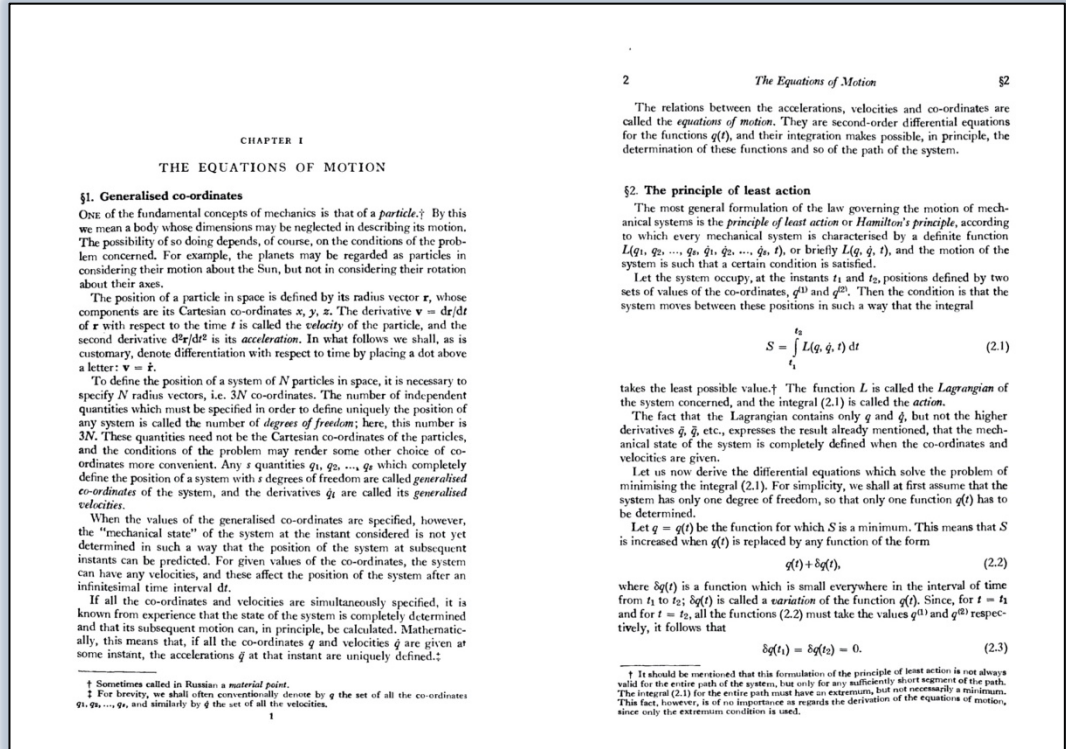 CHAPTER I
THE EQUATIONS OF MOTION
§1. Generalised co-ordinates
ONE of the fundamental concepts of mechanics is that of a particle.† By this
we mean a body whose dimensions may be neglected in describing its motion.
The possibility of so doing depends, of course, on the conditions of the prob-
lem concerned. For example, the planets may be regarded as particles in
considering their motion about the Sun, but not in considering their rotation
about their axes.
The position of a particle in space is defined by its radius vector r, whose
components are its Cartesian co-ordinates x, y, z. The derivative v = dr/dt
of r with respect to the time t is called the velocity of the particle, and the
second derivative d²r/dt² is its acceleration. In what follows we shall, as is
customary, denote differentiation with respect to time by placing a dot above
a letter: v = ṙ.
To define the position of a system of N particles in space, it is necessary to
specify N radius vectors, i.e. 3N co-ordinates. The number of independent
quantities which must be specified in order to define uniquely the position of
any system is called the number of degrees of freedom; here, this number is
3N. These quantities need not be the Cartesian co-ordinates of the particles,
and the conditions of the problem may render some other choice of co-
ordinates more convenient. Any s quantities q₁, q₂, ..., qₛ which completely
define the position of a system with s degrees of freedom are called generalised
co-ordinates of the system, and the derivatives q̇ᵢ are called its generalised
velocities.
When the values of the generalised co-ordinates are specified, however,
the "mechanical state" of the system at the instant considered is not yet
determined in such a way that the position of the system at subsequent
instants can be predicted. For given values of the co-ordinates, the system
can have any velocities, and these affect the position of the system after an
infinitesimal time interval dt.
If all the co-ordinates and velocities are simultaneously specified, it is
known from experience that the state of the system is completely determined
and that its subsequent motion can, in principle, be calculated. Mathematic-
ally, this means that, if all the co-ordinates q and velocities q̇ are given at
some instant, the accelerations q̈ at that instant are uniquely defined.‡
† Sometimes called in Russian a material point.
‡ For brevity, we shall often conventionally denote by q the set of all the co-ordinates
q₁, q₂, ..., qₛ, and similarly by q̇ the set of all the velocities.
1
2 The Equations of Motion §2
The relations between the accelerations, velocities and co-ordinates are
called the equations of motion. They are second-order differential equations
for the functions q(t), and their integration makes possible, in principle, the
determination of these functions and so of the path of the system.
§2. The principle of least action
The most general formulation of the law governing the motion of mech-
anical systems is the principle of least action or Hamilton's principle, according
to which every mechanical system is characterised by a definite function
L(q₁, q₂, ..., qₛ, q̇₁, q̇₂, ..., q̇ₛ, t), or briefly L(q, q̇, t), and the motion of the
system is such that a certain condition is satisfied.
Let the system occupy, at the instants t₁ and t₂, positions defined by two
sets of values of the co-ordinates, q⁽¹⁾ and q⁽²⁾. Then the condition is that the
system moves between these positions in such a way that the integral
t₂
S = ∫ L(q, q̇, t) dt (2.1)
t₁
takes the least possible value.† The function L is called the Lagrangian of
the system concerned, and the integral (2.1) is called the action.
The fact that the Lagrangian contains only q and q̇, but not the higher
derivatives q̈, q⃛, etc., expresses the result already mentioned, that the mech-
anical state of the system is completely defined when the co-ordinates and
velocities are given.
Let us now derive the differential equations which solve the problem of
minimising the integral (2.1). For simplicity, we shall at first assume that the
system has only one degree of freedom, so that only one function q(t) has to
be determined.
Let q = q(t) be the function for which S is a minimum. This means that S
is increased when q(t) is replaced by any function of the form
q(t)+δq(t), (2.2)
where δq(t) is a function which is small everywhere in the interval of time
from t₁ to t₂; δq(t) is called a variation of the function q(t). Since, for t = t₁
and for t = t₂, all the functions (2.2) must take the values q⁽¹⁾ and q⁽²⁾ respec-
tively, it follows that
δq(t₁) = δq(t₂) = 0. (2.3)
† It should be mentioned that this formulation of the principle of least action is not always
valid for the entire path of the system, but only for any sufficiently short segment of the path.
The integral (2.1) for the entire path must have an extremum, but not necessarily a minimum.
This fact, however, is of no importance as regards the derivation of the equations of motion,
since only the extremum condition is used.